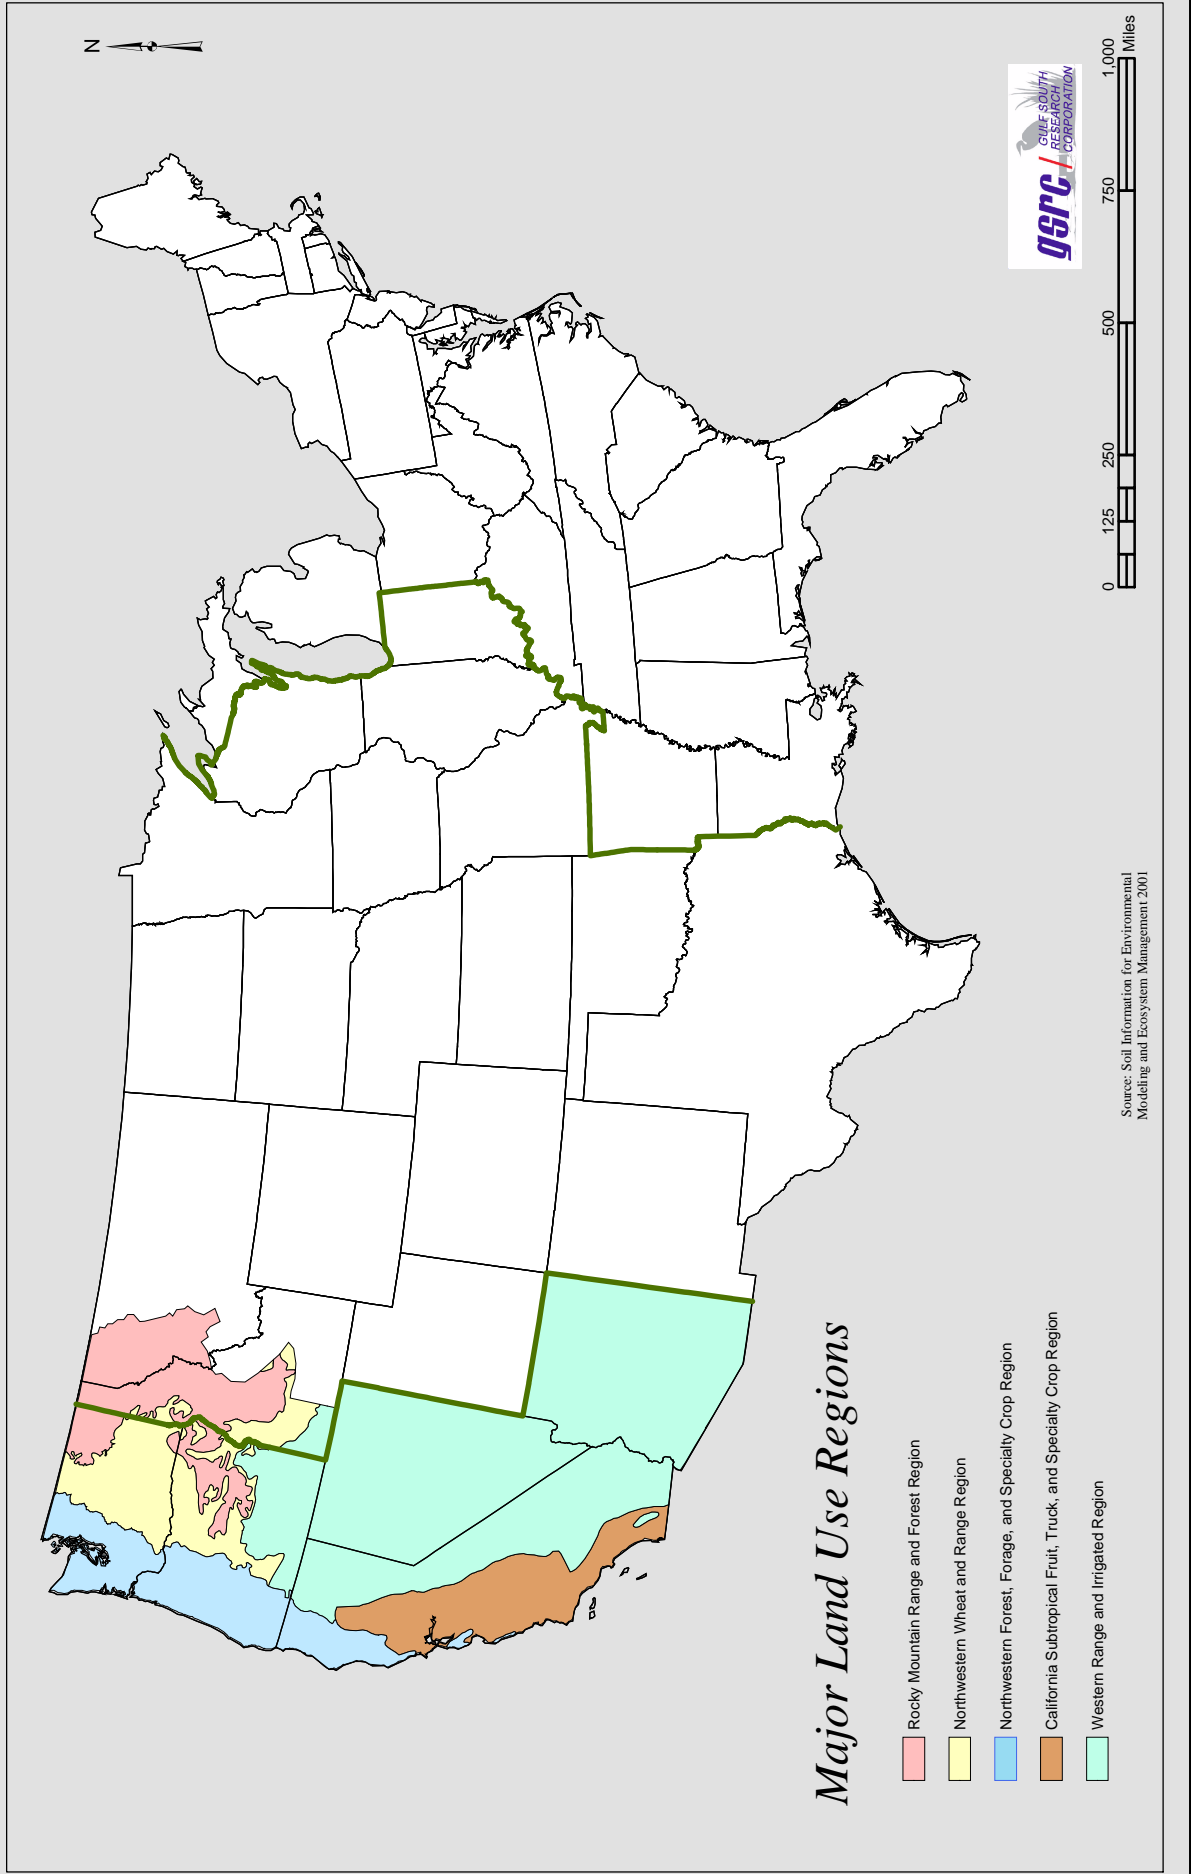 N
Major Land Use Regions
Rocky Mountain Range and Forest Region
Northwestern Wheat and Range Region
Northwestern Forest, Forage, and Specialty Crop Region
California Subtropical Fruit, Truck, and Specialty Crop Region
Western Range and Irrigated Region
Source: Soil Information for Environmental
Modeling and Ecosystem Management 2001
gsrc
GULF SOUTH
RESEARCH
CORPORATION
0 125 250 500 750 1,000
Miles